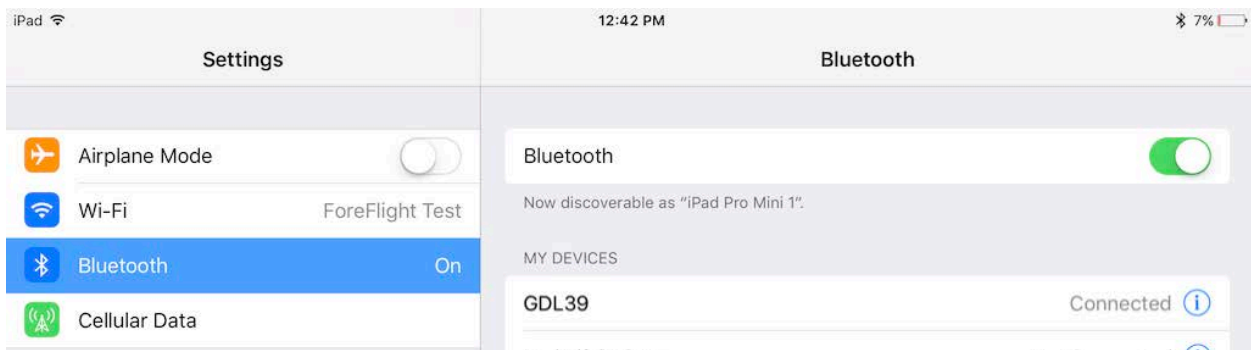 iPad 12:42 PM 7%
Settings
Bluetooth
Airplane Mode
Wi-Fi ForeFlight Test
Bluetooth On
Cellular Data
Bluetooth
Now discoverable as “iPad Pro Mini 1”.
MY DEVICES
GDL39 Connected